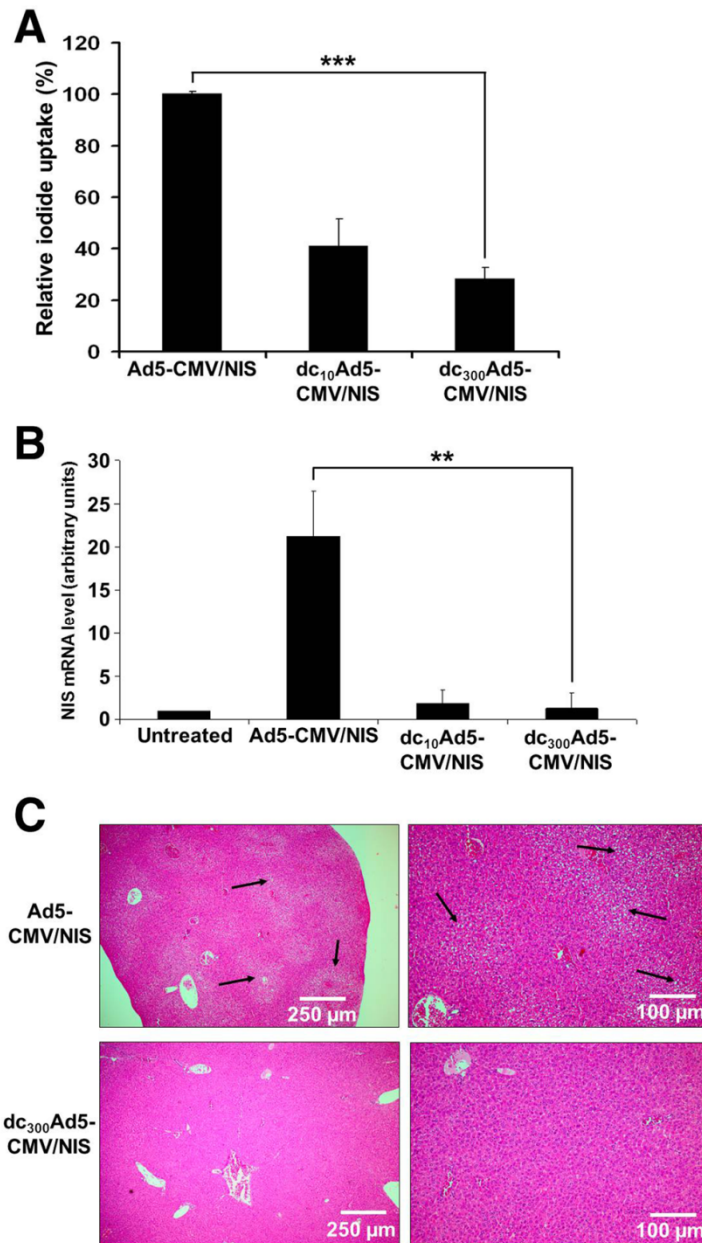 A
Relative iodide uptake (%)
120
100
80
60
40
20
0
***
Ad5-CMV/NIS
dc₁₀Ad5-
CMV/NIS
dc₃₀₀Ad5-
CMV/NIS
B
NIS mRNA level (arbitrary units)
30
25
20
15
10
5
0
**
Untreated
Ad5-CMV/NIS
dc₁₀Ad5-
CMV/NIS
dc₃₀₀Ad5-
CMV/NIS
C
Ad5-
CMV/NIS
250 µm
100 µm
dc₃₀₀Ad5-
CMV/NIS
250 µm
100 µm